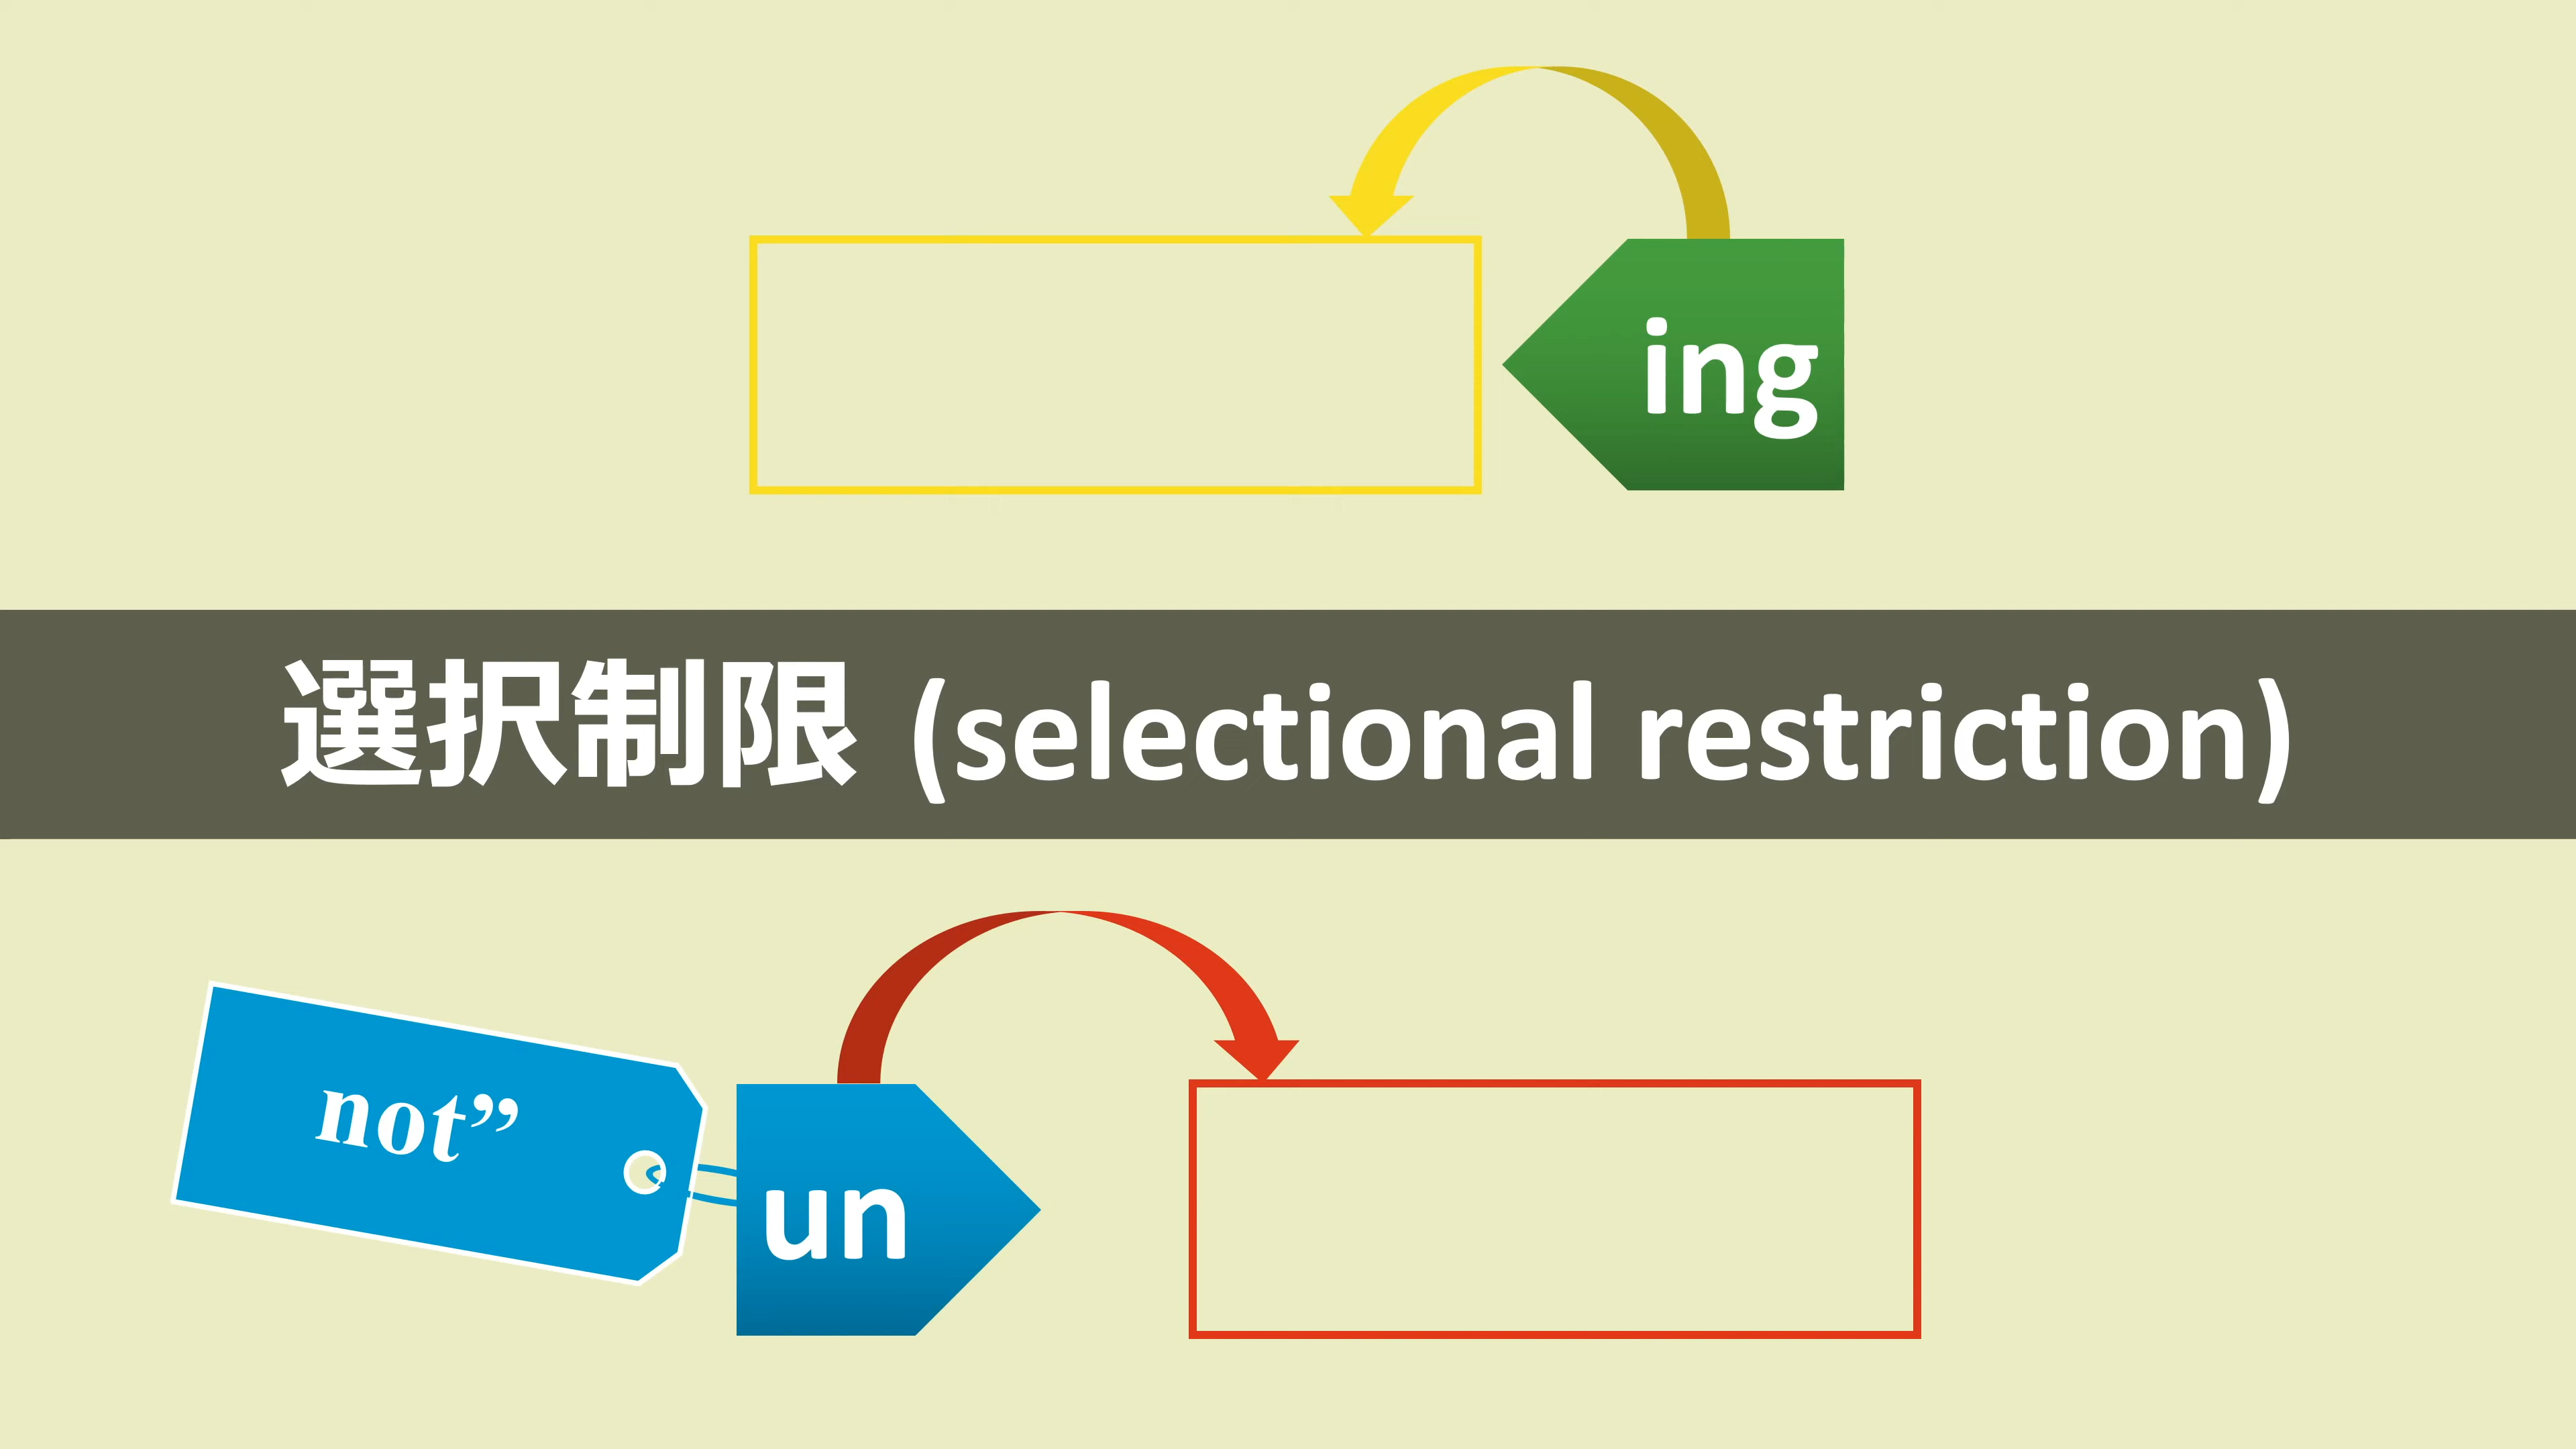 ing
選択制限 (selectional restriction)
not”
un